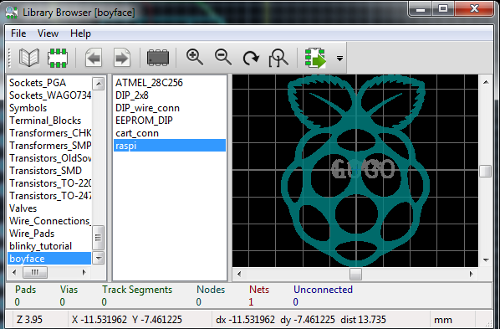 Library Browser [boyface]
File View Help
Sockets_PGA
Sockets_WAGO734
Symbols
Terminal_Blocks
Transformers_CHK
Transformers_SMP
Transistors_OldSow
Transistors_SMD
Transistors_TO-220
Transistors_TO-247
Valves
Wire_Connections_
Wire_Pads
blinky_tutorial
boyface
ATMEL_28C256
DIP_2x8
DIP_wire_conn
EEPROM_DIP
cart_conn
raspi
Pads Vias Track Segments Nodes Nets Unconnected
0 0 0 0 1 0
Z 3.95 X -11.531962 Y -7.461225 dx -11.531962 dy -7.461225 dist 13.735 mm